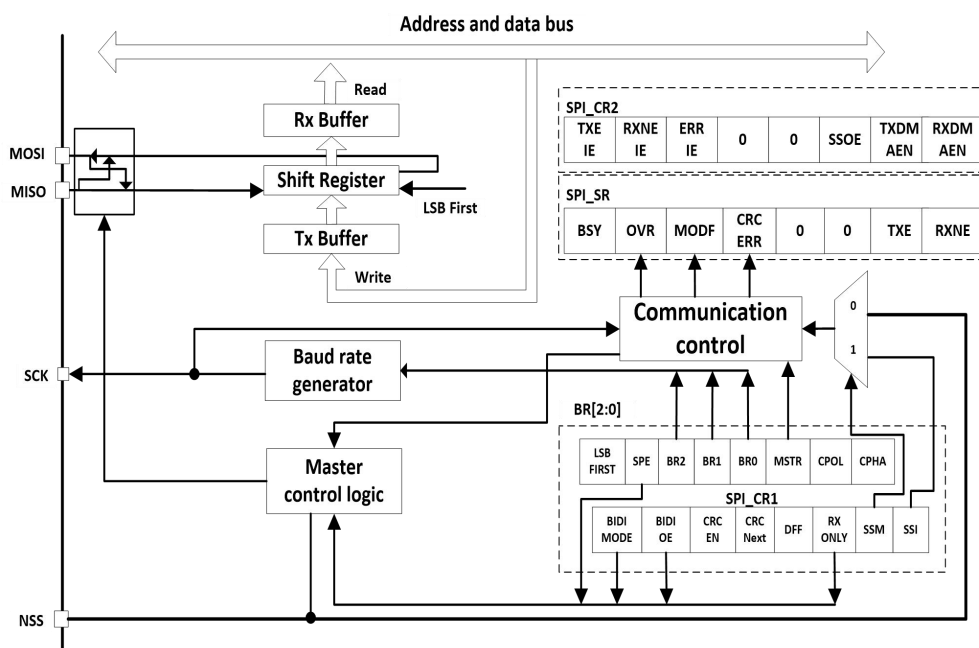 Address and data bus
Read
Rx Buffer
MOSI
MISO
Shift Register
LSB First
Tx Buffer
Write
SPI_CR2
TXE
IE
RXNE
IE
ERR
IE
0
0
SSOE
TXDM
AEN
RXDM
AEN
SPI_SR
BSY
OVR
MODF
CRC
ERR
0
0
TXE
RXNE
Communication
control
0
1
SCK
Baud rate
generator
BR[2:0]
Master
control logic
LSB
FIRST
SPE
BR2
BR1
BR0
MSTR
CPOL
CPHA
SPI_CR1
BIDI
MODE
BIDI
OE
CRC
EN
CRC
Next
DFF
RX
ONLY
SSM
SSI
NSS